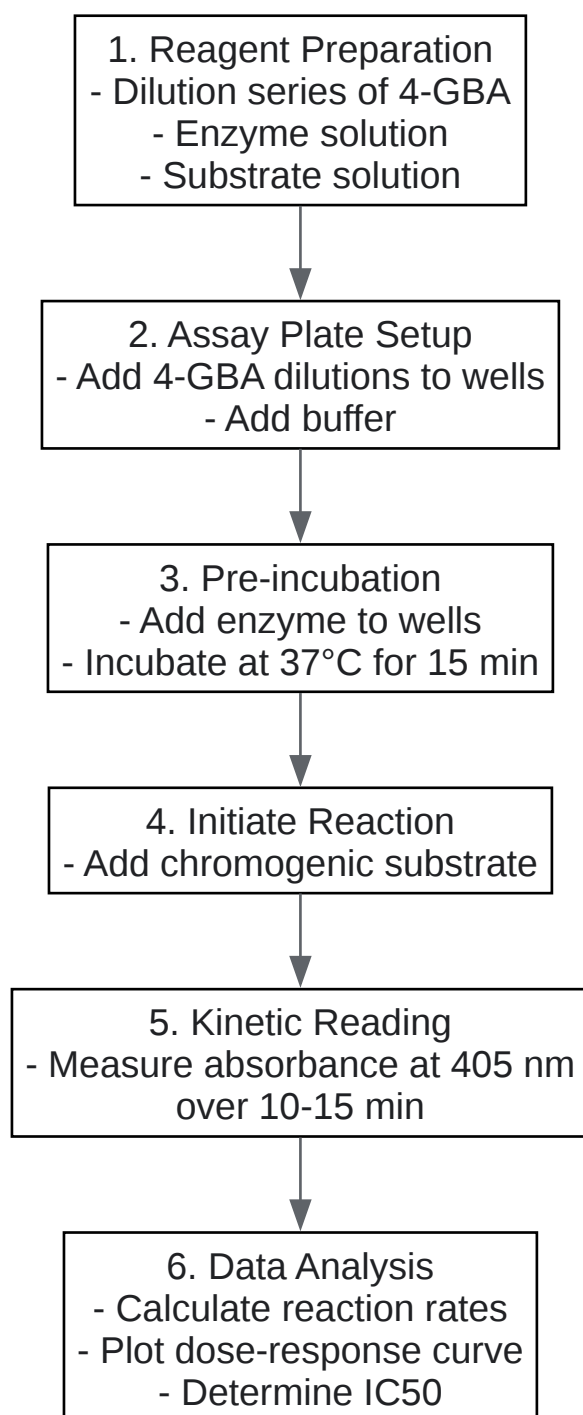 1. Reagent Preparation
- Dilution series of 4-GBA
- Enzyme solution
- Substrate solution
2. Assay Plate Setup
- Add 4-GBA dilutions to wells
- Add buffer
3. Pre-incubation
- Add enzyme to wells
- Incubate at 37°C for 15 min
4. Initiate Reaction
- Add chromogenic substrate
5. Kinetic Reading
- Measure absorbance at 405 nm
over 10-15 min
6. Data Analysis
- Calculate reaction rates
- Plot dose-response curve
- Determine IC50